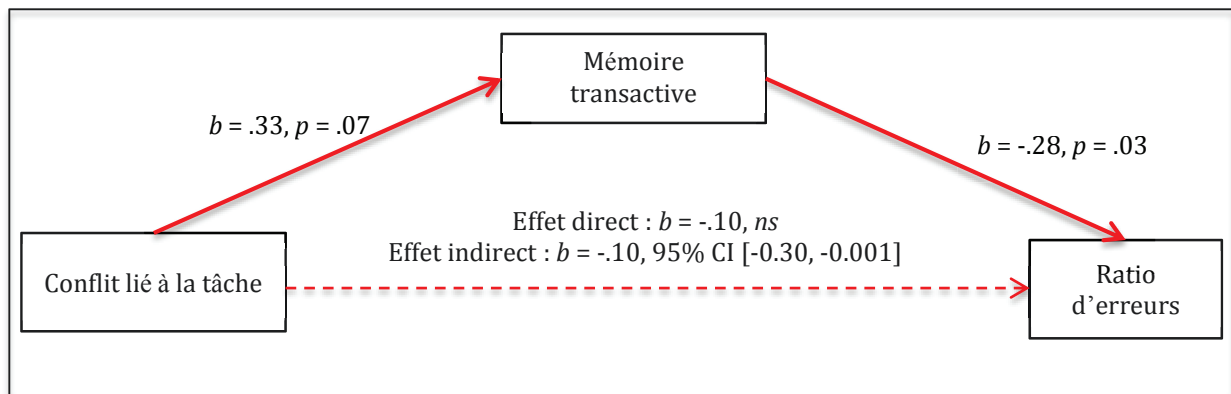 Mémoire
transactive
b = .33, p = .07
b = -.28, p = .03
Effet direct : b = -.10, ns
Effet indirect : b = -.10, 95% CI [-0.30, -0.001]
Conflit lié à la tâche
Ratio
d’erreurs